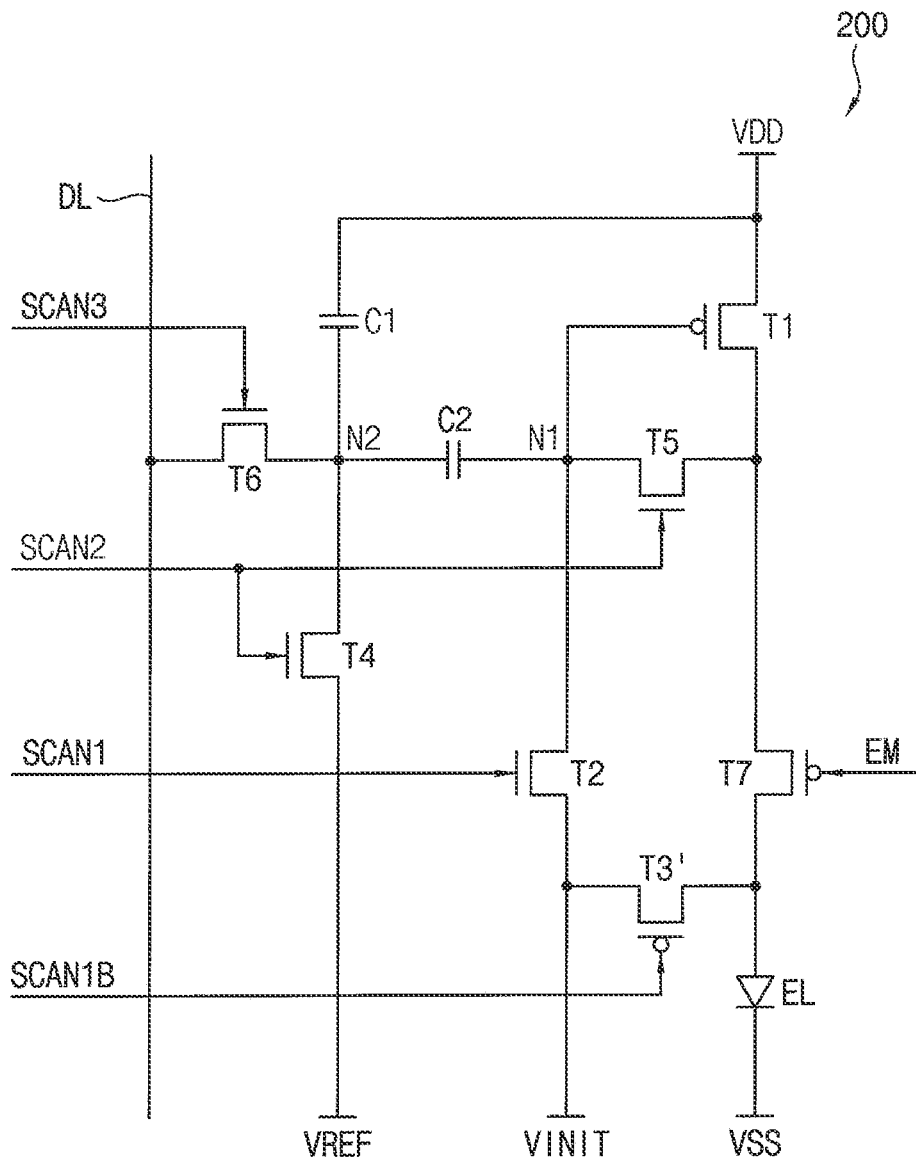 200
VDD
DL
SCAN3
C1
T1
C2
N2
N1
T5
T6
SCAN2
T4
SCAN1
T2
T7
EM
T3'
SCAN1B
EL
VREF
VINIT
VSS